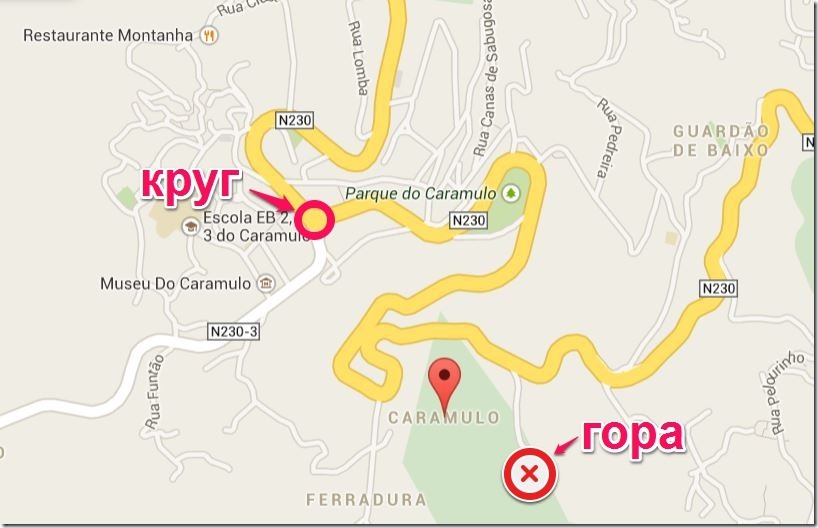 Restaurante Montanha
Rua Lomba
Rua Canas de Sabugosa
N230
Rua Pedreira
GUARDÃO
DE BAIXO
круг
Parque do Caramulo
N230
Escola EB 2,
3 do Caramulo
Museu Do Caramulo
N230
N230-3
Rua Funtão
Rua Pelourinho
CARAMULO
гора
FERRADURA